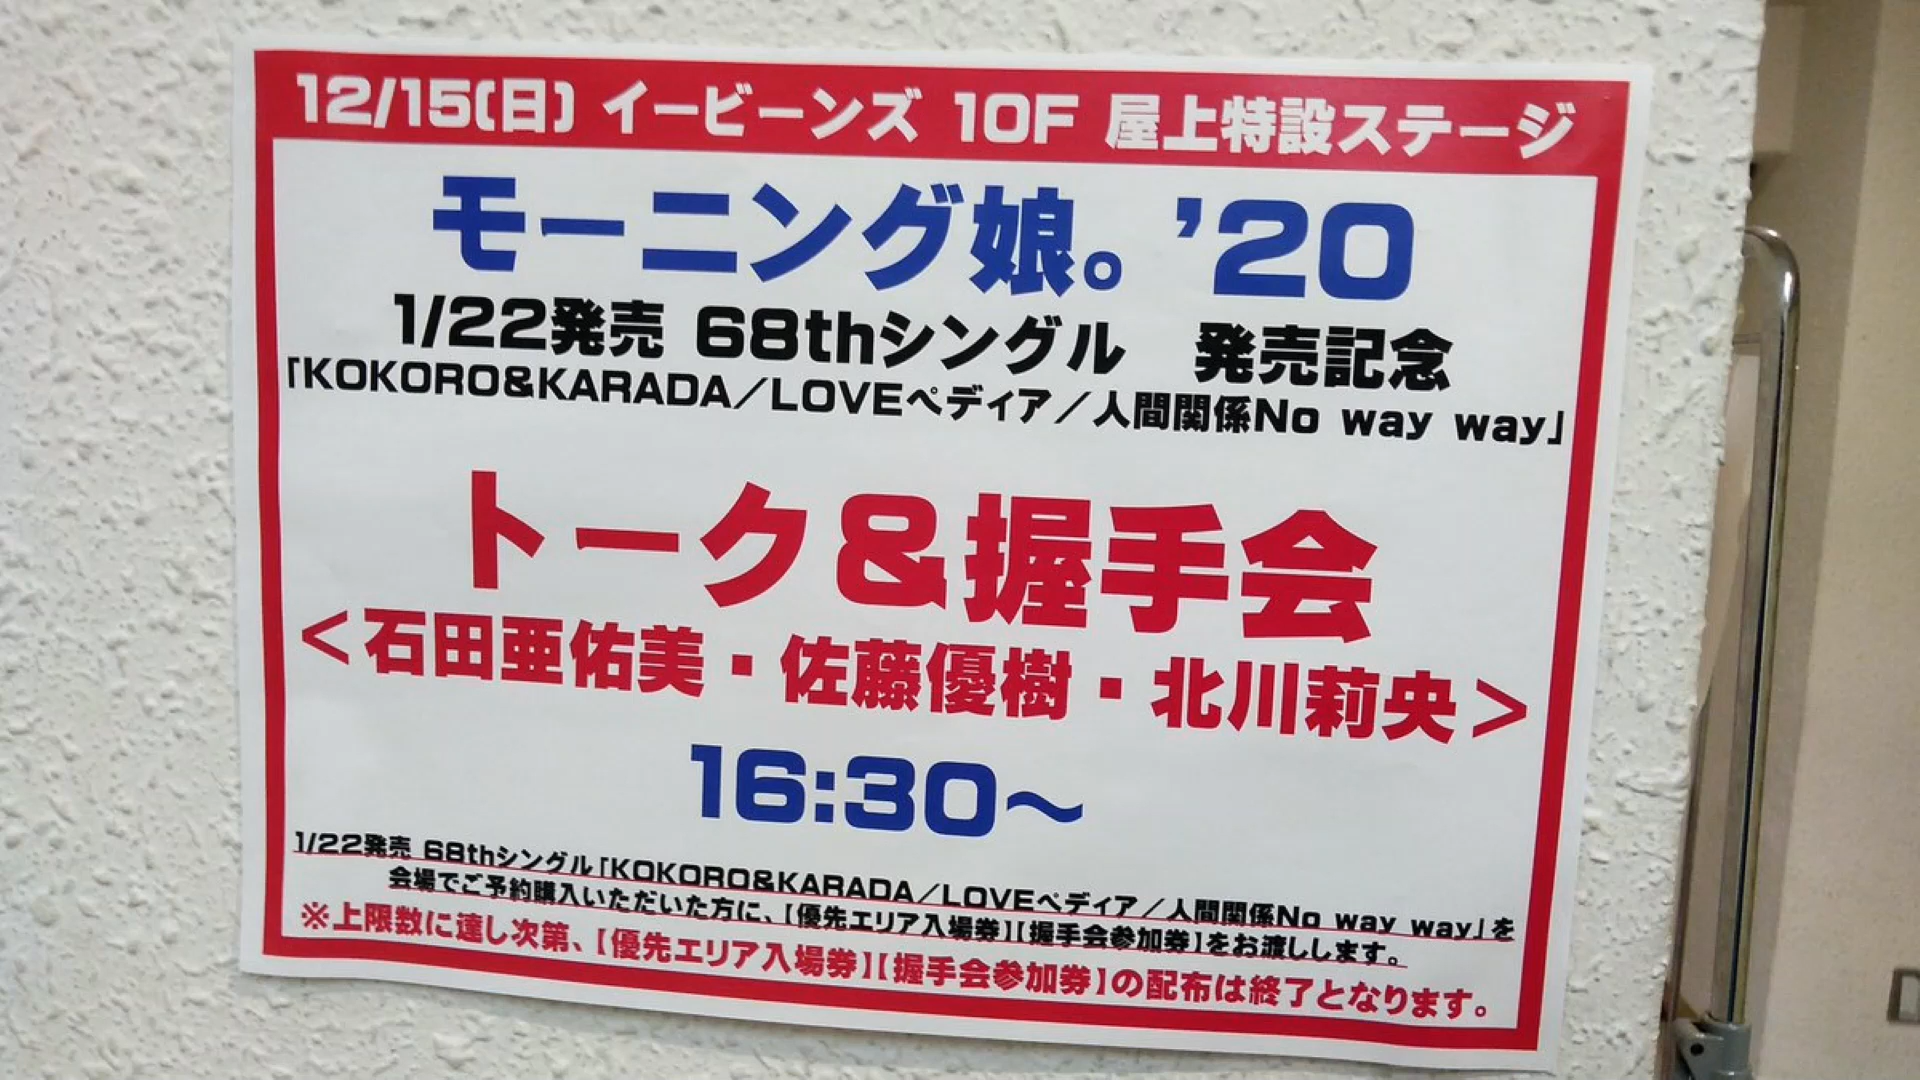 12/15(日) イービーンズ 10F 屋上特設ステージ
モーニング娘。'20
1/22発売 68thシングル 発売記念
「KOKORO&KARADA／LOVEペディア／人間関係No way way」
トーク&握手会
＜石田亜佑美・佐藤優樹・北川莉央＞
16:30～
1/22発売 68thシングル「KOKORO&KARADA／LOVEペディア／人間関係No way way」を
会場でご予約購入いただいた方に、【優先エリア入場券】【握手会参加券】をお渡しします。
※上限数に達し次第、【優先エリア入場券】【握手会参加券】の配布は終了となります。